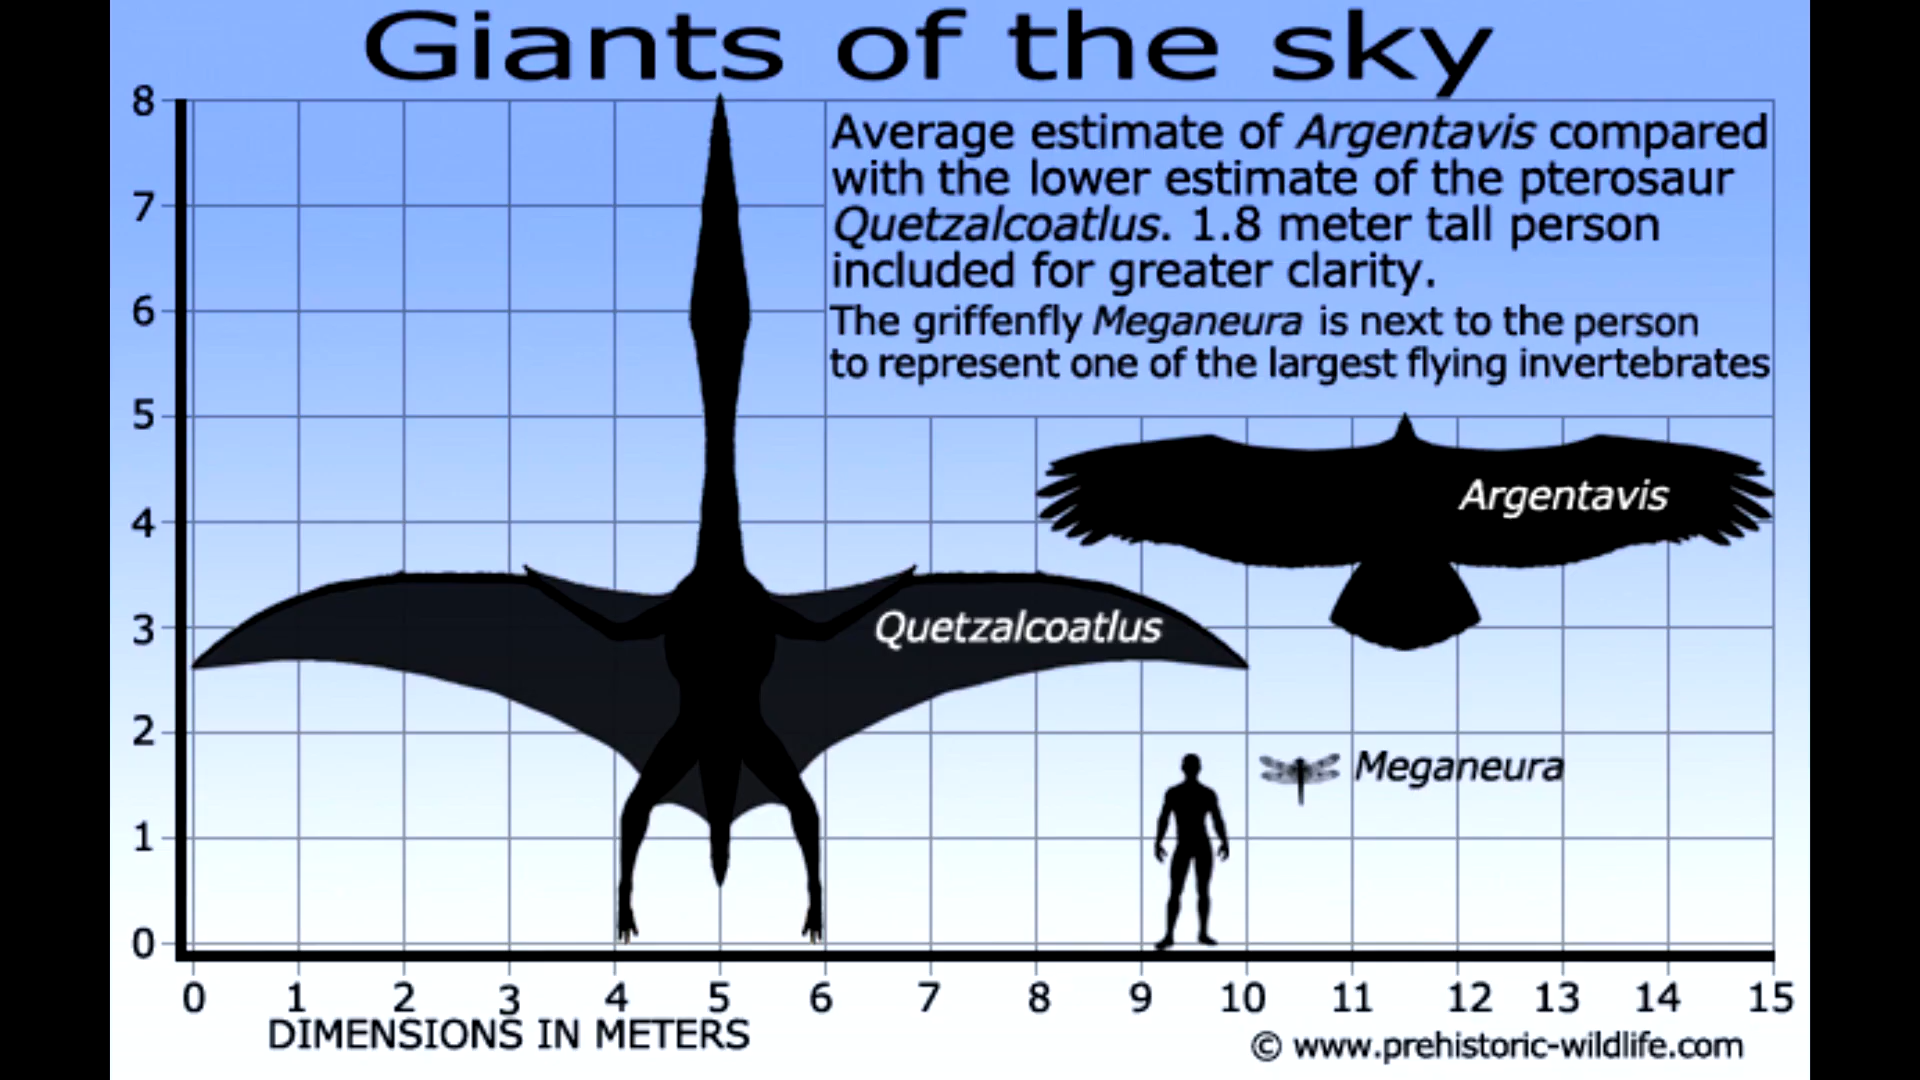 Giants of the sky
Average estimate of Argentavis compared
with the lower estimate of the pterosaur
Quetzalcoatlus. 1.8 meter tall person
included for greater clarity.
The griffenfly Meganeura is next to the person
to represent one of the largest flying invertebrates
8
7
6
5
4
3
2
1
0
Argentavis
Quetzalcoatlus
Meganeura
0 1 2 3 4 5 6 7 8 9 10 11 12 13 14 15
DIMENSIONS IN METERS
© www.prehistoric-wildlife.com